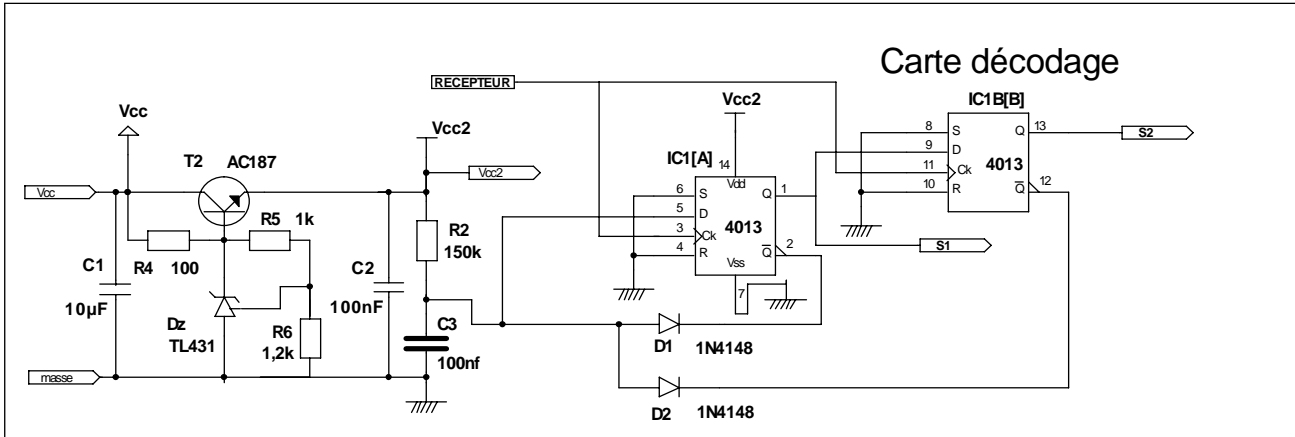 Carte décodage
RECEPTEUR
IC1B[B]
Vcc
Vcc2
Vcc2
8 S Q 13
S2
9 D
T2 AC187
IC1[A]
14
11 Ck
4013
Vcc
Vcc2
Vdd
10 R Q 12
6 S Q 1
R5 1k
R2
5 D
4013
150k
3 Ck
S1
R4 100
4 R Q 2
C1
C2
Vss
10µF
100nF
7
Dz
R6
C3
TL431
1,2k
100nf
D1 1N4148
masse
D2 1N4148